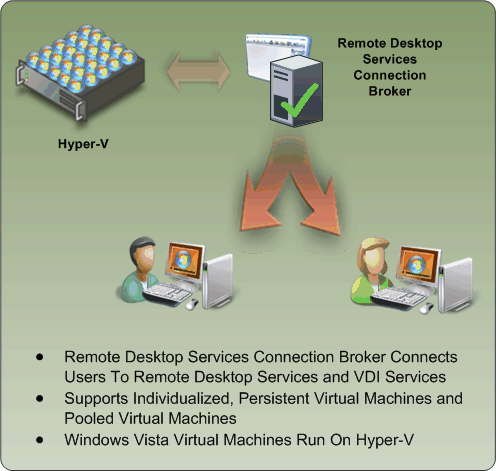 Remote Desktop
Services
Connection
Broker
Hyper-V
• Remote Desktop Services Connection Broker Connects
Users To Remote Desktop Services and VDI Services
• Supports Individualized, Persistent Virtual Machines and
Pooled Virtual Machines
• Windows Vista Virtual Machines Run On Hyper-V